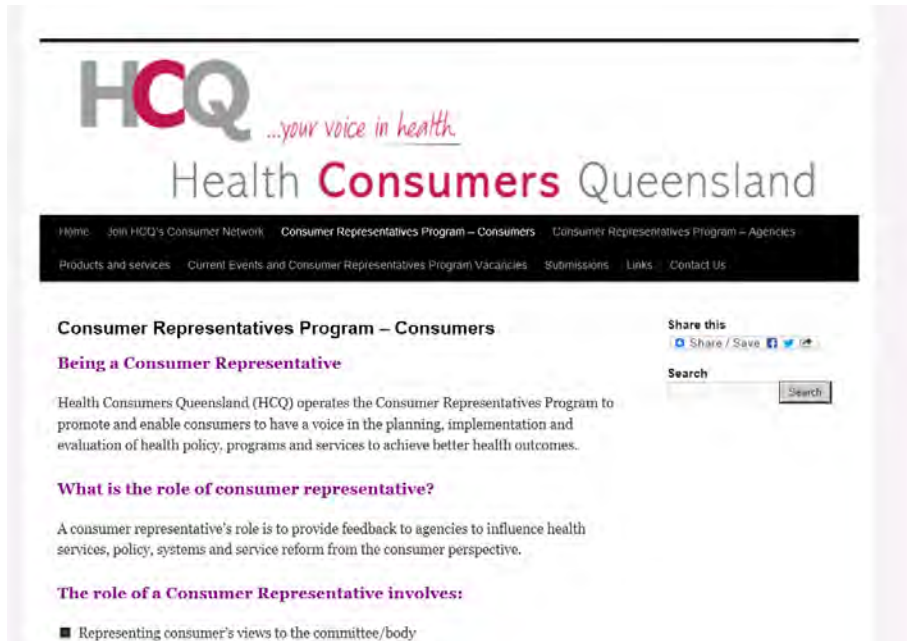 HCQ ...your voice in health.
Health Consumers Queensland
Home Join HCQ's Consumer Network Consumer Representatives Program – Consumers Consumer Representatives Program – Agencies
Products and services Current Events and Consumer Representatives Program Vacancies Submissions Links Contact Us
Consumer Representatives Program – Consumers
Being a Consumer Representative
Health Consumers Queensland (HCQ) operates the Consumer Representatives Program to
promote and enable consumers to have a voice in the planning, implementation and
evaluation of health policy, programs and services to achieve better health outcomes.
What is the role of consumer representative?
A consumer representative's role is to provide feedback to agencies to influence health
services, policy, systems and service reform from the consumer perspective.
The role of a Consumer Representative involves:
Representing consumer's views to the committee/body
Share this
Share / Save
Search
Search